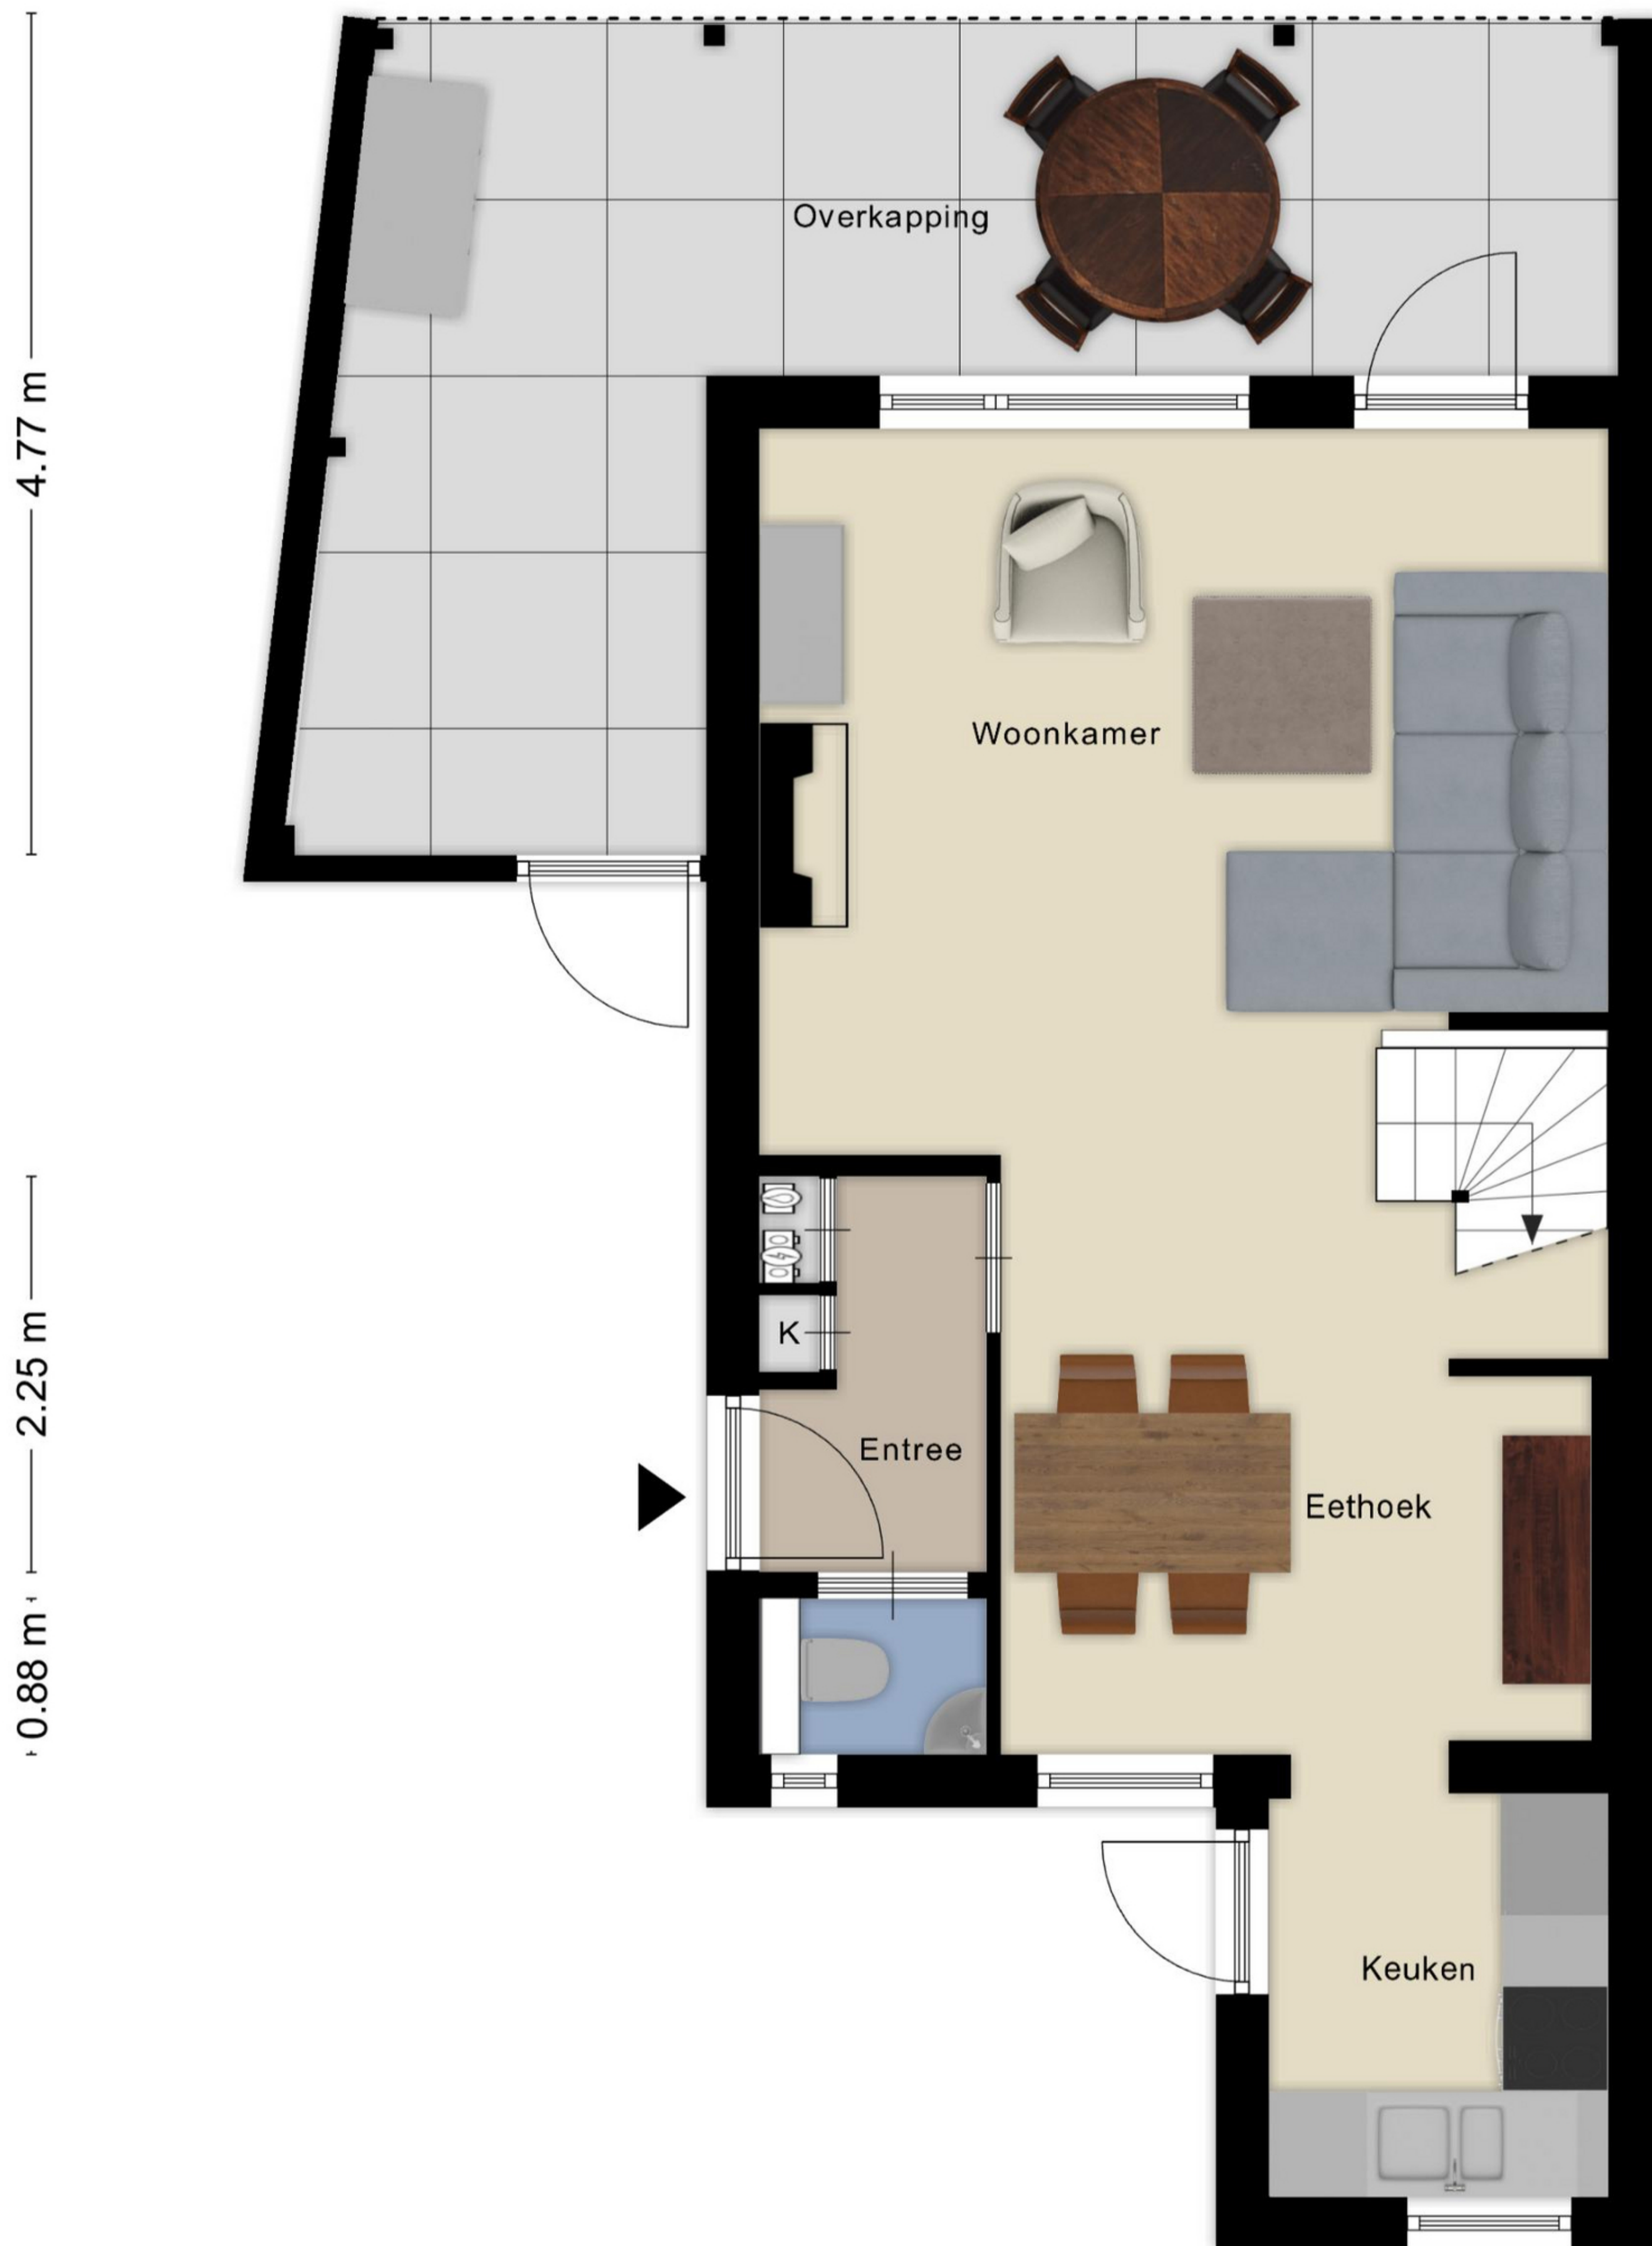 Overkapping
4.77 m
Woonkamer
K
2.25 m
Entree
Eethoek
0.88 m
Keuken